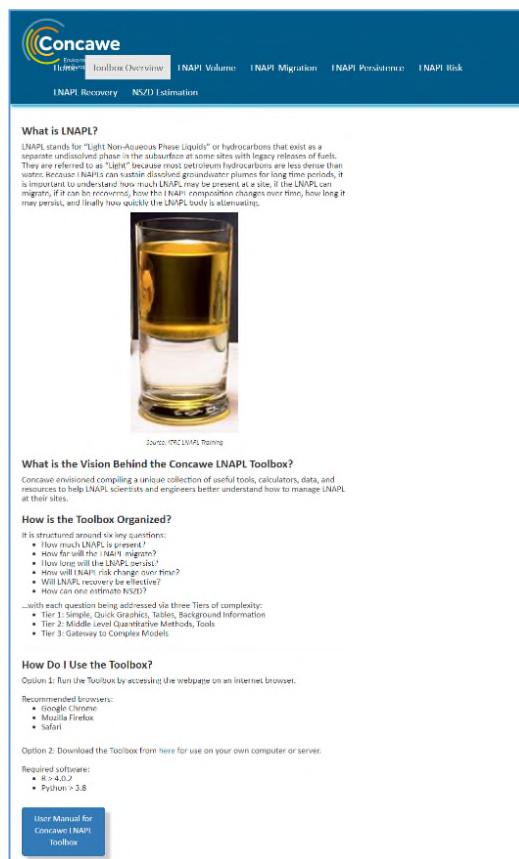 Concawe
Home
Toolbox Overview
LNAPL Volume
LNAPL Migration
LNAPL Persistence
LNAPL Risk
LNAPL Recovery
NSZD Estimation
What is LNAPL?
LNAPL stands for "Light Non-Aqueous Phase Liquids" or hydrocarbons that exist as a
separate undissolved phase in the subsurface at some sites with legacy releases of fuels.
They are referred to as "Light" because most petroleum hydrocarbons are less dense than
water. Because LNAPLs can sustain dissolved groundwater plumes for long time periods, it
is important to understand how much LNAPL may be present at a site, if the LNAPL can
migrate, if it can be recovered, how the LNAPL composition changes over time, how long it
may persist, and finally how quickly the LNAPL body is attenuating.
Source: ITRC LNAPL Training
What is the Vision Behind the Concawe LNAPL Toolbox?
Concawe envisioned compiling a unique collection of useful tools, calculators, data, and
resources to help LNAPL scientists and engineers better understand how to manage LNAPL
at their sites.
How is the Toolbox Organized?
It is structured around six key questions:
• How much LNAPL is present?
• How far will the LNAPL migrate?
• How long will the LNAPL persist?
• How will LNAPL risk change over time?
• Will LNAPL recovery be effective?
• How can one estimate NSZD?
...with each question being addressed via three Tiers of complexity:
• Tier 1: Simple, Quick Graphics, Tables, Background Information
• Tier 2: Middle Level Quantitative Methods, Tools
• Tier 3: Gateway to Complex Models
How Do I Use the Toolbox?
Option 1: Run the Toolbox by accessing the webpage on an internet browser.
Recommended browsers:
• Google Chrome
• Mozilla Firefox
• Safari
Option 2: Download the Toolbox from here for use on your own computer or server.
Required software:
• R > 4.0.2
• Python > 3.8
User Manual for
Concawe LNAPL
Toolbox